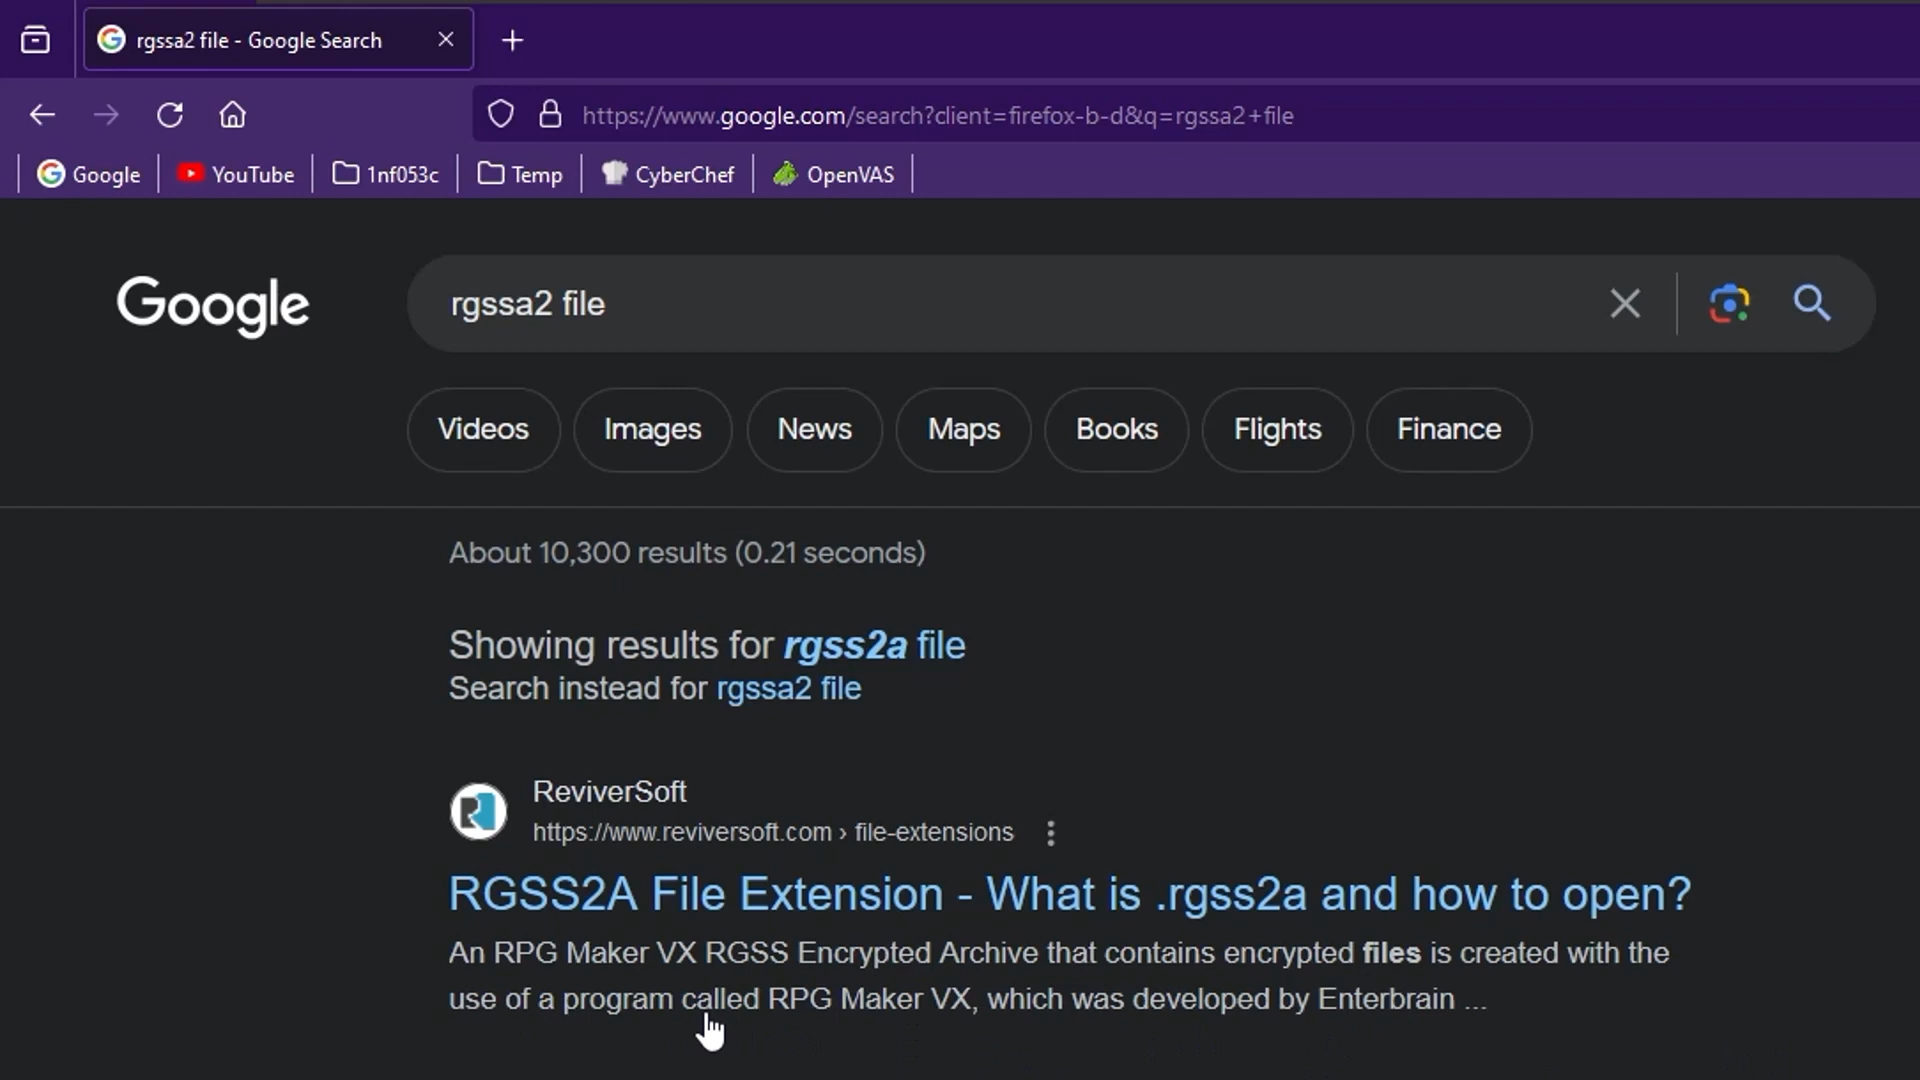 rgssa2 file - Google Search
https://www.google.com/search?client=firefox-b-d&q=rgssa2+file
Google YouTube 1nf053c Temp CyberChef OpenVAS
Google rgssa2 file
Videos Images News Maps Books Flights Finance
About 10,300 results (0.21 seconds)
Showing results for rgss2a file
Search instead for rgssa2 file
ReviverSoft
https://www.reviversoft.com › file-extensions
RGSS2A File Extension - What is .rgss2a and how to open?
An RPG Maker VX RGSS Encrypted Archive that contains encrypted files is created with the
use of a program called RPG Maker VX, which was developed by Enterbrain ...